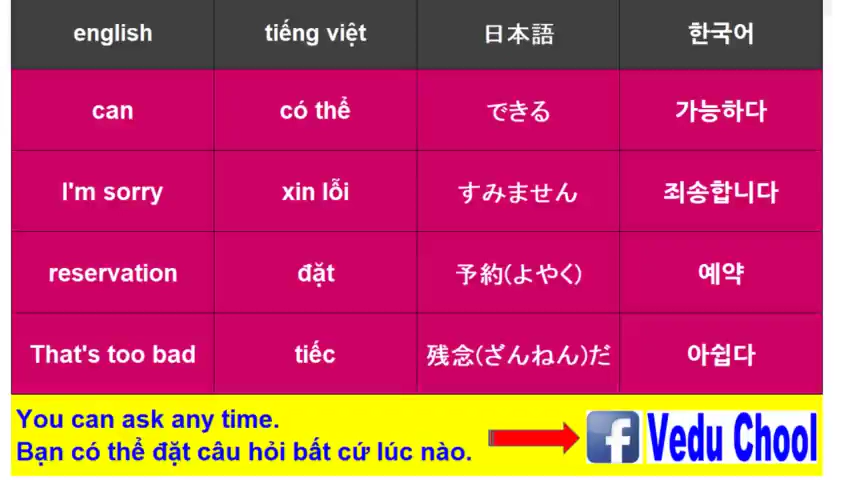 english tiếng việt 日本語 한국어
can có thể できる 가능하다
I'm sorry xin lỗi すみません 죄송합니다
reservation đặt 予約(よやく) 예약
That's too bad tiếc 残念(ざんねん)だ 아쉽다
You can ask any time.
Bạn có thể đặt câu hỏi bất cứ lúc nào.
f Vedu Chool